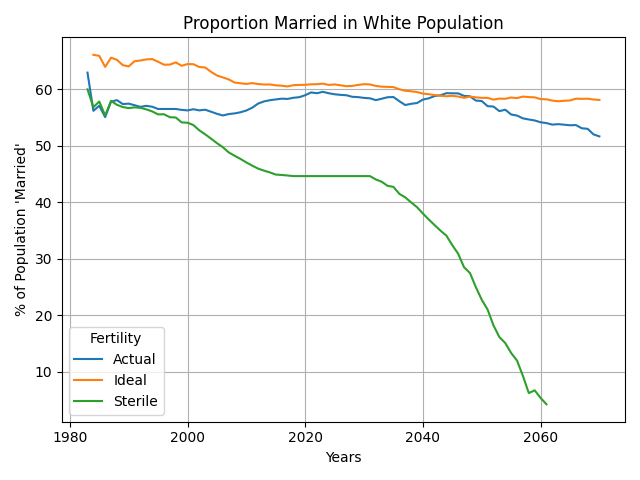 Proportion Married in White Population
% of Population 'Married'
60
50
40
30
20
10
Fertility
Actual
Ideal
Sterile
1980
2000
2020
2040
2060
Years